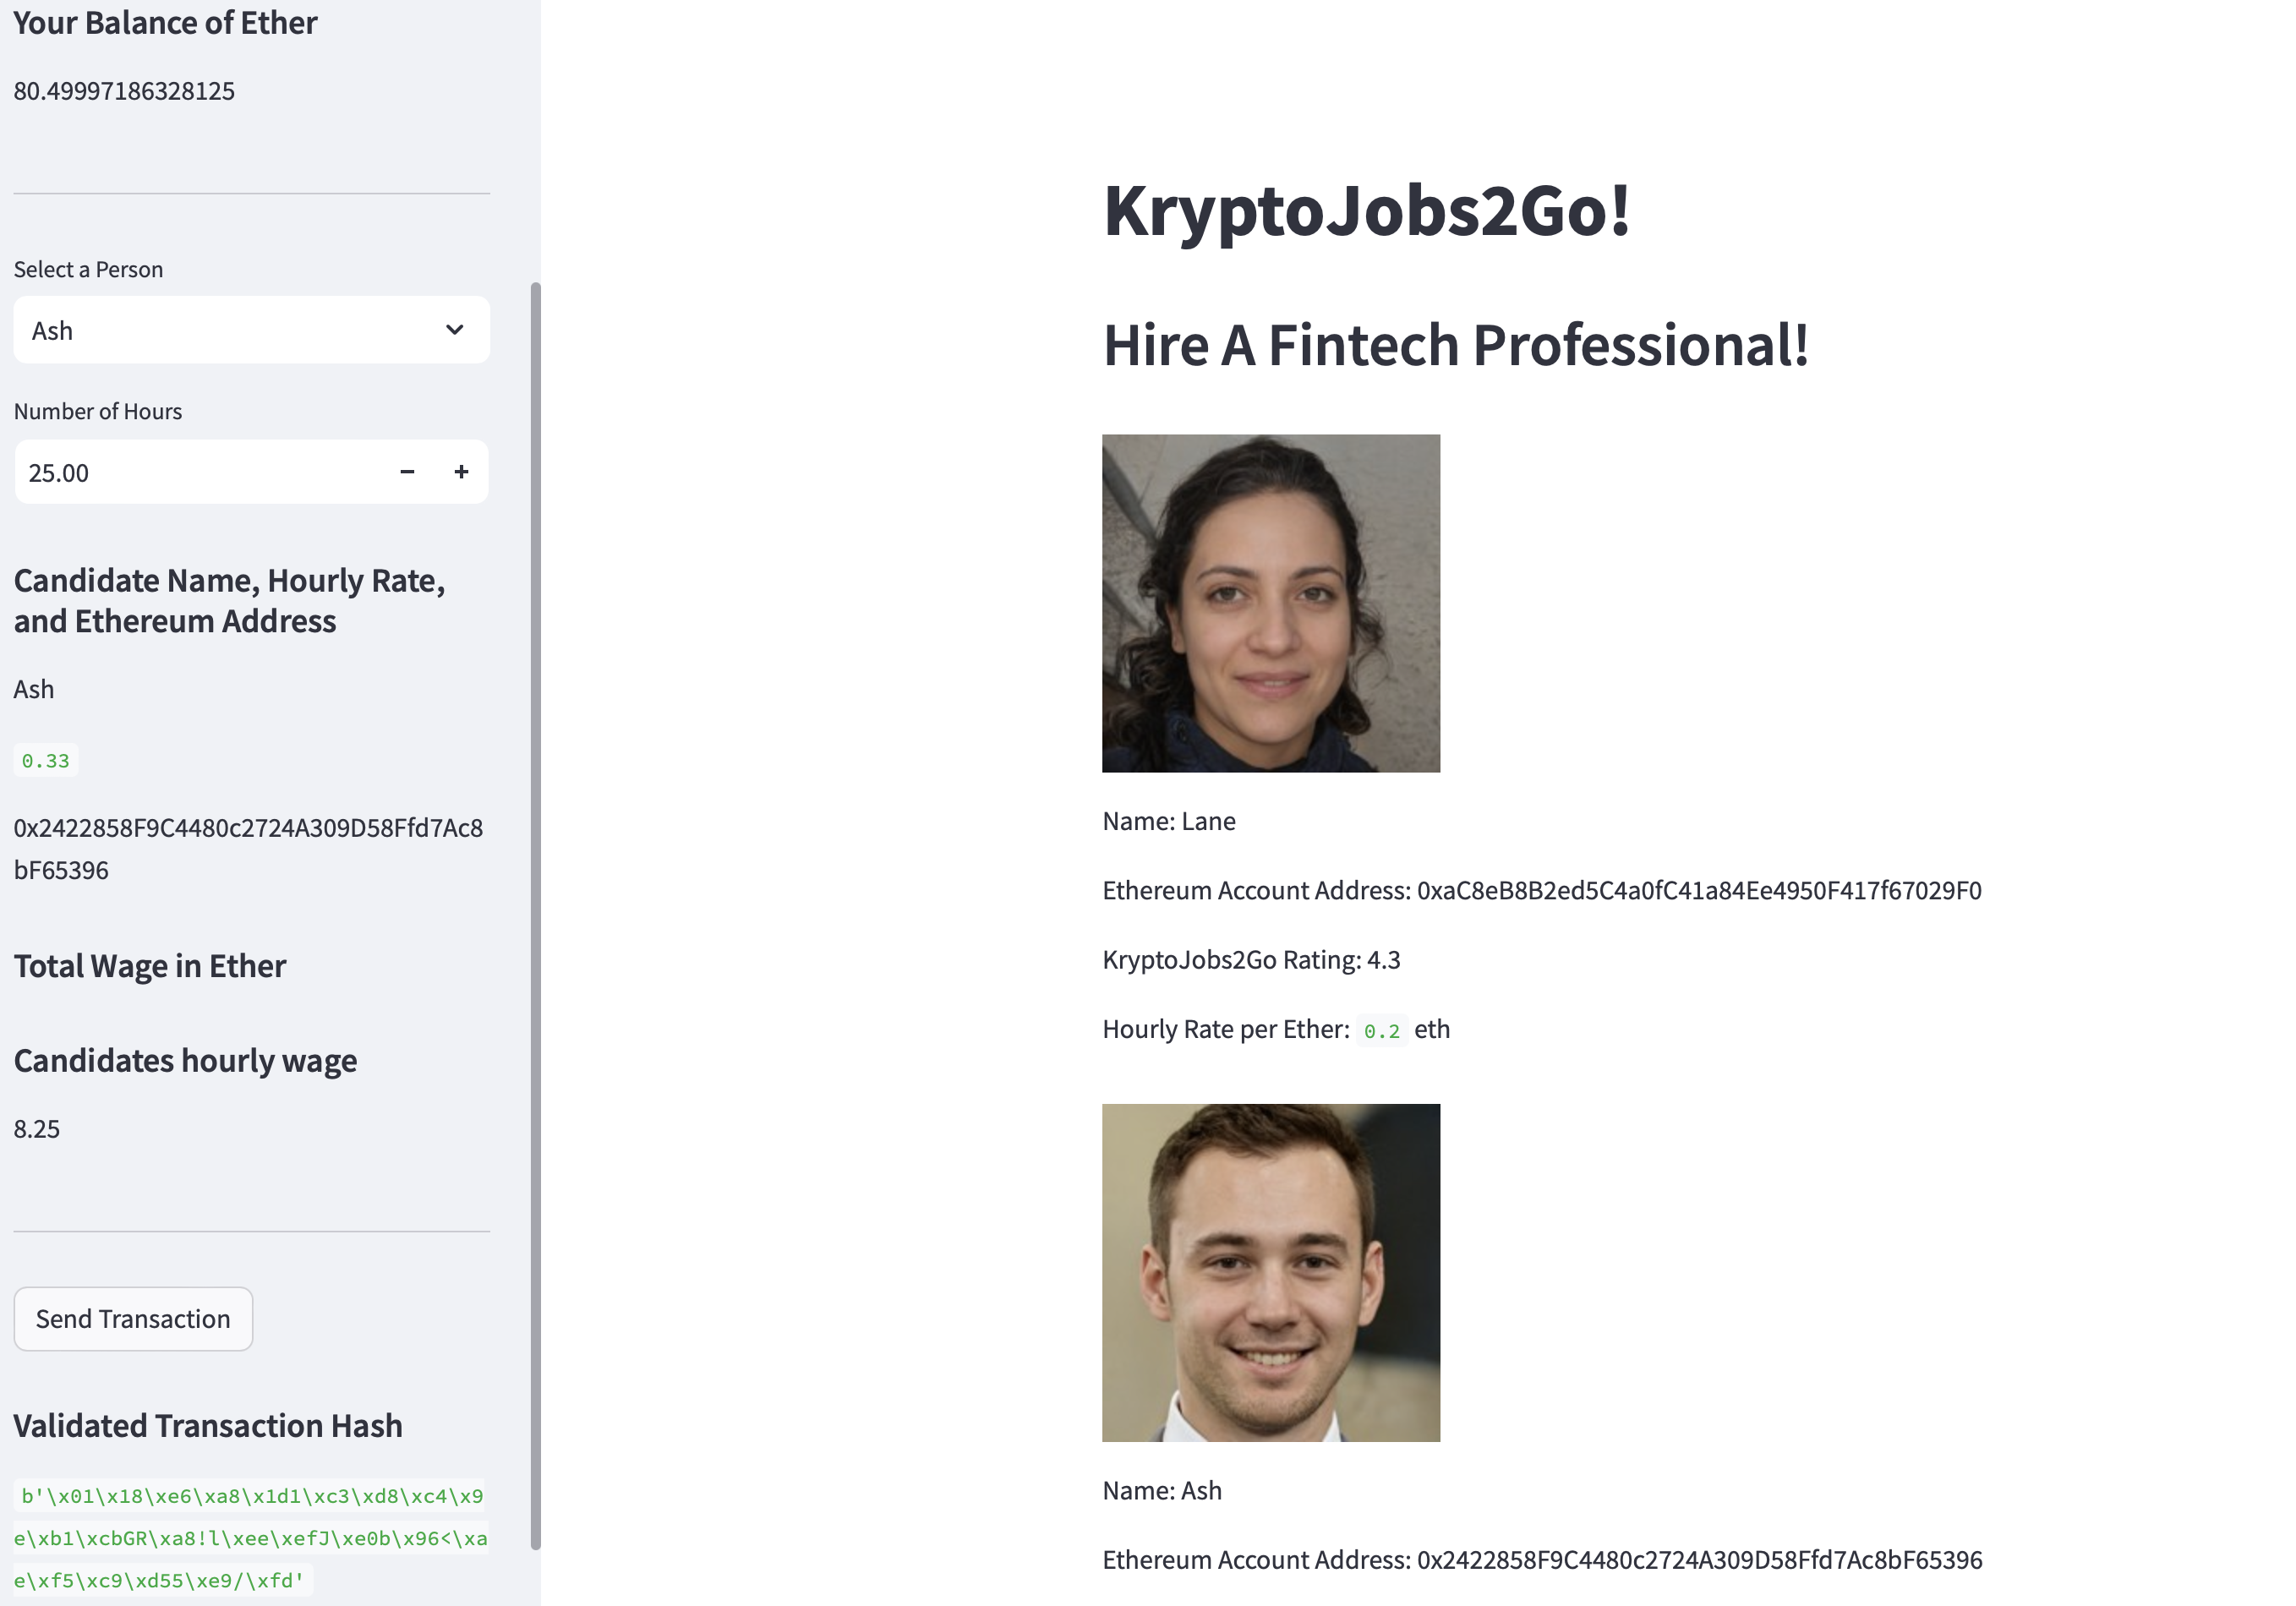 Your Balance of Ether
80.49997186328125
Select a Person
Ash
Number of Hours
25.00
Candidate Name, Hourly Rate,
and Ethereum Address
Ash
0.33
0x2422858F9C4480c2724A309D58Ffd7Ac8
bF65396
Total Wage in Ether
Candidates hourly wage
8.25
Send Transaction
Validated Transaction Hash
b'\x01\x18\xe6\xa8\x1d1\xc3\xd8\xc4\x9
e\xb1\xcbGR\xa8!l\xee\xefJ\xe0b\x96<\xa
e\xf5\xc9\xd55\xe9/\xfd'
KryptoJobs2Go!
Hire A Fintech Professional!
Name: Lane
Ethereum Account Address: 0xaC8eB8B2ed5C4a0fC41a84Ee4950F417f67029F0
KryptoJobs2Go Rating: 4.3
Hourly Rate per Ether: 0.2 eth
Name: Ash
Ethereum Account Address: 0x2422858F9C4480c2724A309D58Ffd7Ac8bF65396